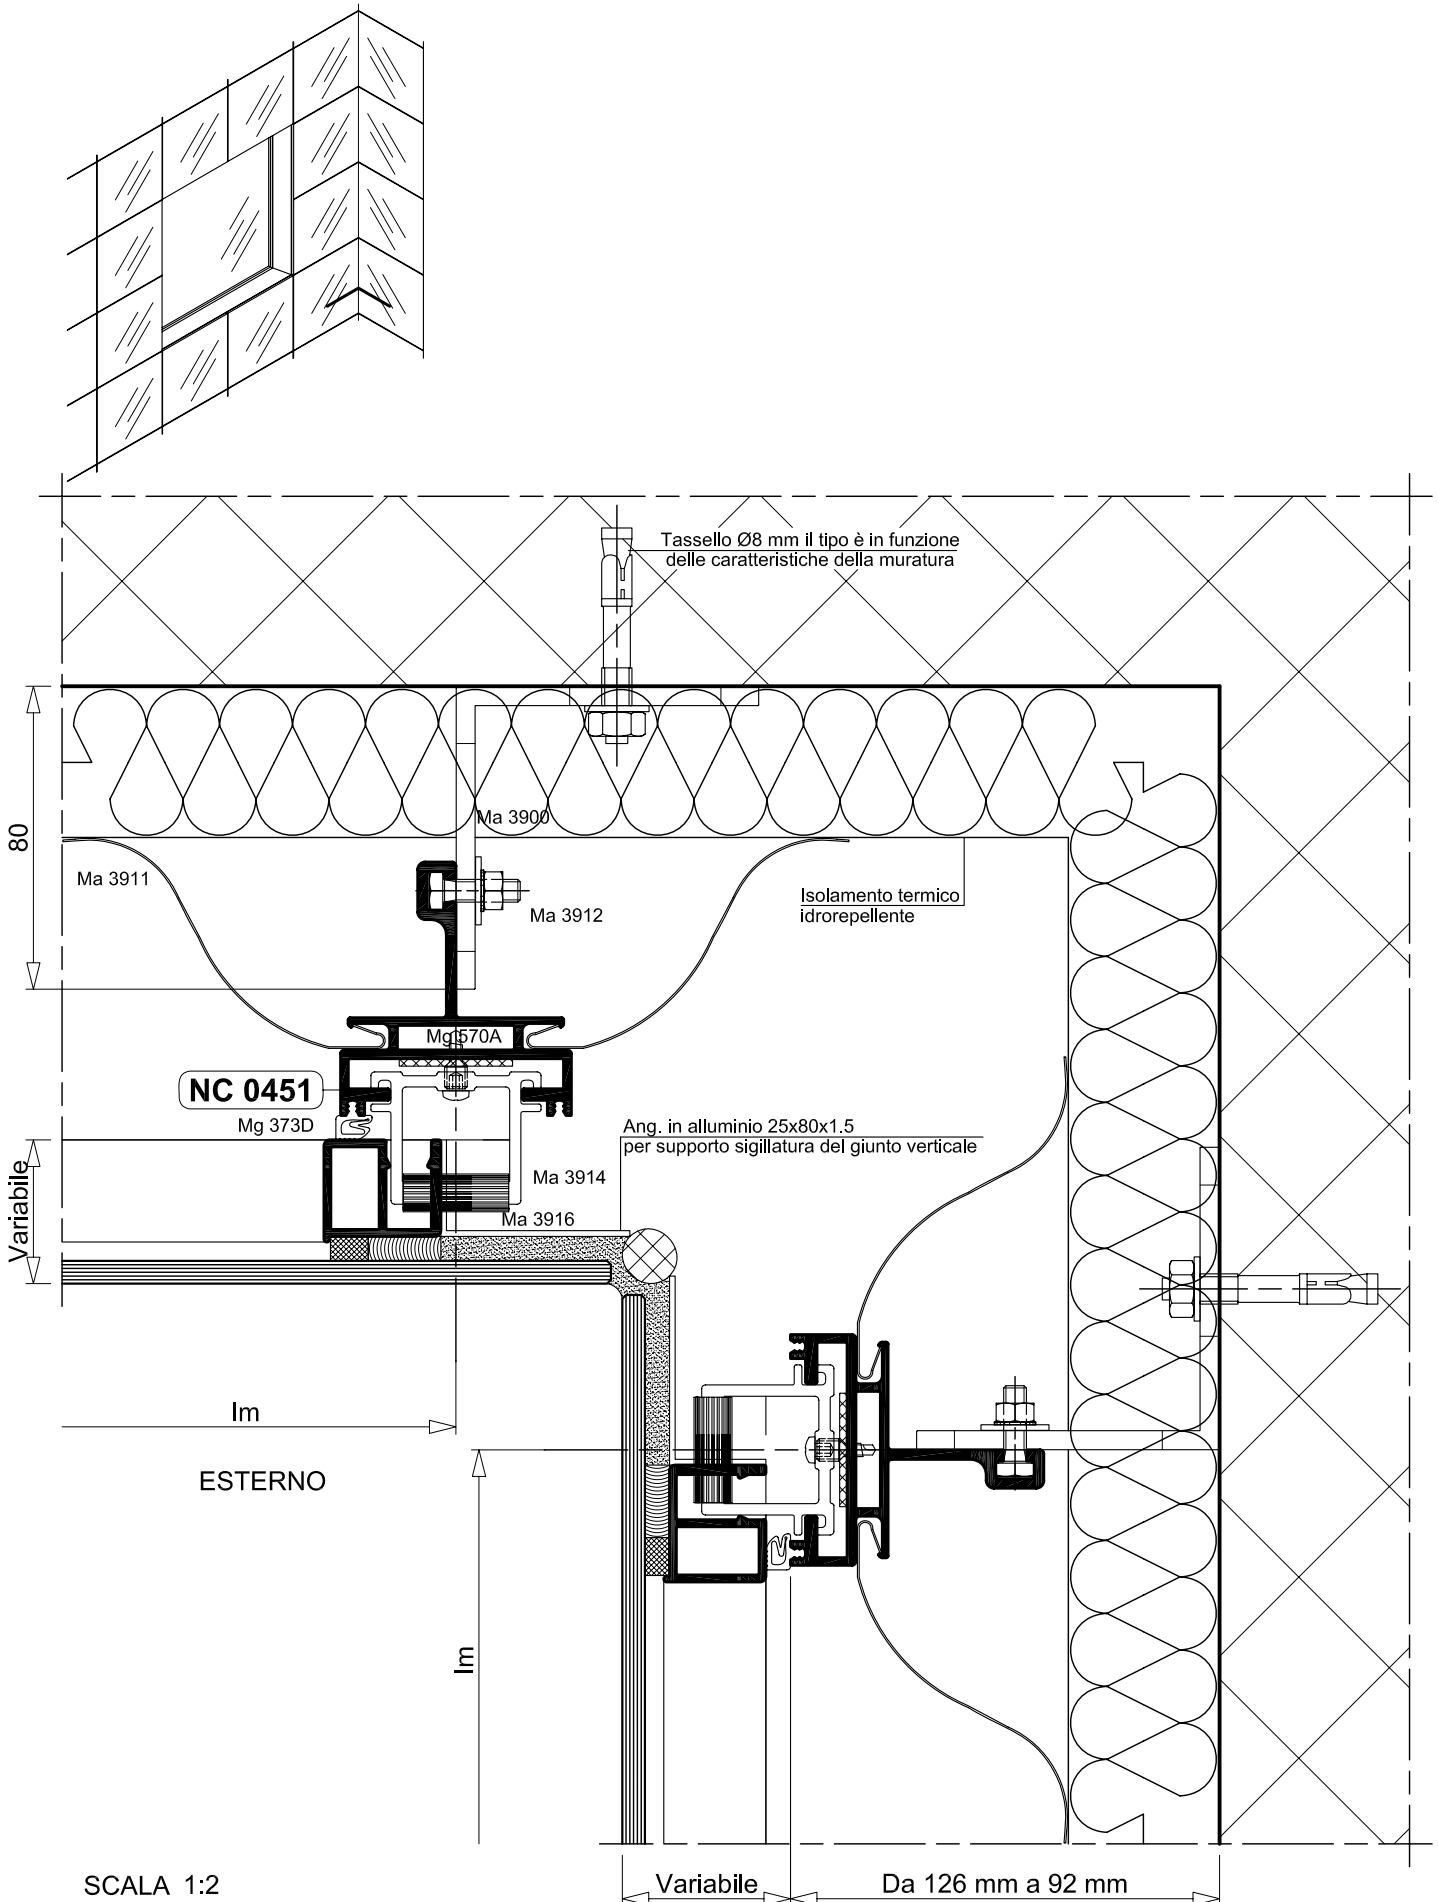 Tassello Ø8 mm il tipo è in funzione
delle caratteristiche della muratura
80
Ma 3900
Ma 3911
Ma 3912
Isolamento termico
idrorepellente
Mg 570A
NC 0451
Mg 373D
Ang. in alluminio 25x80x1.5
per supporto sigillatura del giunto verticale
Variabile
Ma 3914
Ma 3916
lm
ESTERNO
lm
SCALA 1:2
Variabile
Da 126 mm a 92 mm